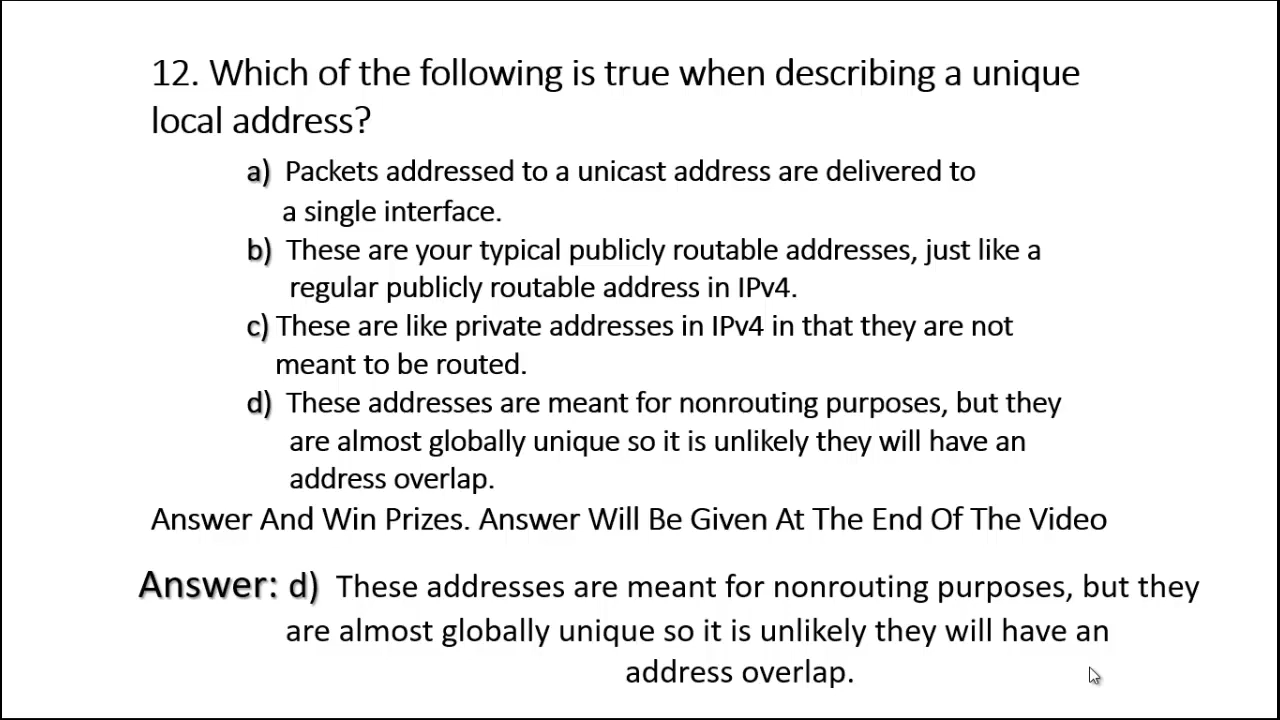 12. Which of the following is true when describing a unique
local address?
a) Packets addressed to a unicast address are delivered to
a single interface.
b) These are your typical publicly routable addresses, just like a
regular publicly routable address in IPv4.
c) These are like private addresses in IPv4 in that they are not
meant to be routed.
d) These addresses are meant for nonrouting purposes, but they
are almost globally unique so it is unlikely they will have an
address overlap.
Answer And Win Prizes. Answer Will Be Given At The End Of The Video
Answer: d) These addresses are meant for nonrouting purposes, but they
are almost globally unique so it is unlikely they will have an
address overlap.